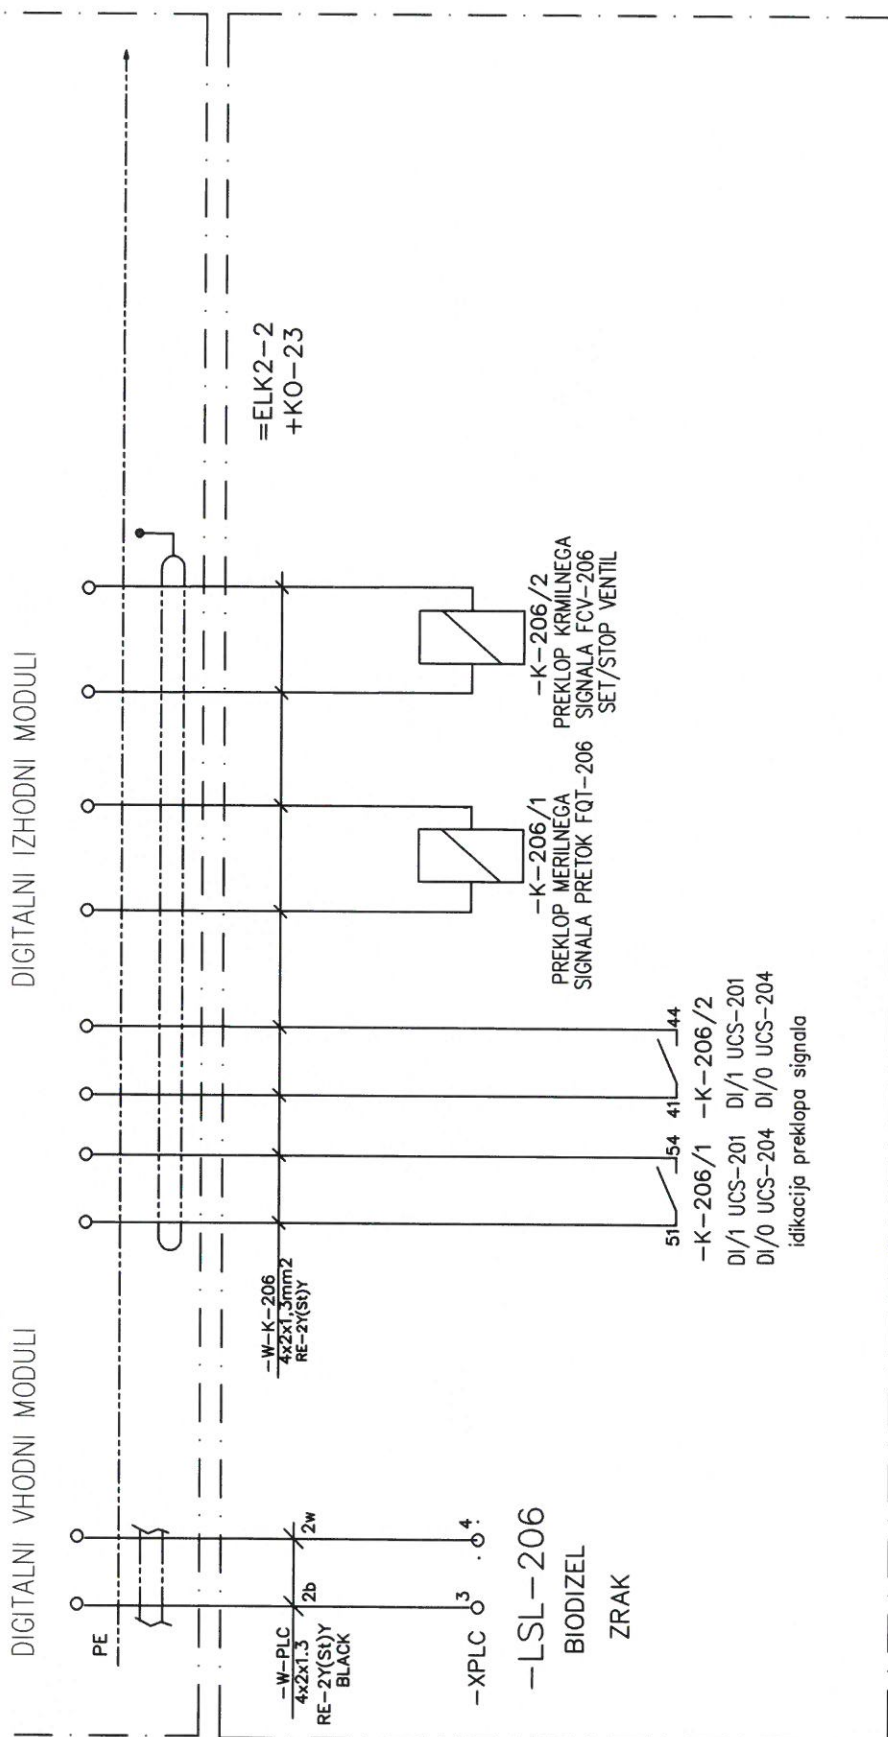 DIGITALNI VHODNI MODULI
DIGITALNI IZHODNI MODULI
PE
=ELK2-2
+KO-23
-W-PLC
4x2x1.3
RE-2Y(St)Y
BLACK
2b
2w
-XPLC
3
4
-LSL-206
BIODIZEL
ZRAK
-W-K-206
4x2x1,3mm2
RE-2Y(St)Y
51
54
-K-206/1
DI/1 UCS-201
DI/0 UCS-204
41
44
-K-206/2
DI/1 UCS-201
DI/0 UCS-204
idikacija preklopa signala
-K-206/1
PREKLOP MERILNEGA
SIGNALA PRETOK FQT-206
-K-206/2
PREKLOP KRMILNEGA
SIGNALA FCV-206
SET/STOP VENTIL